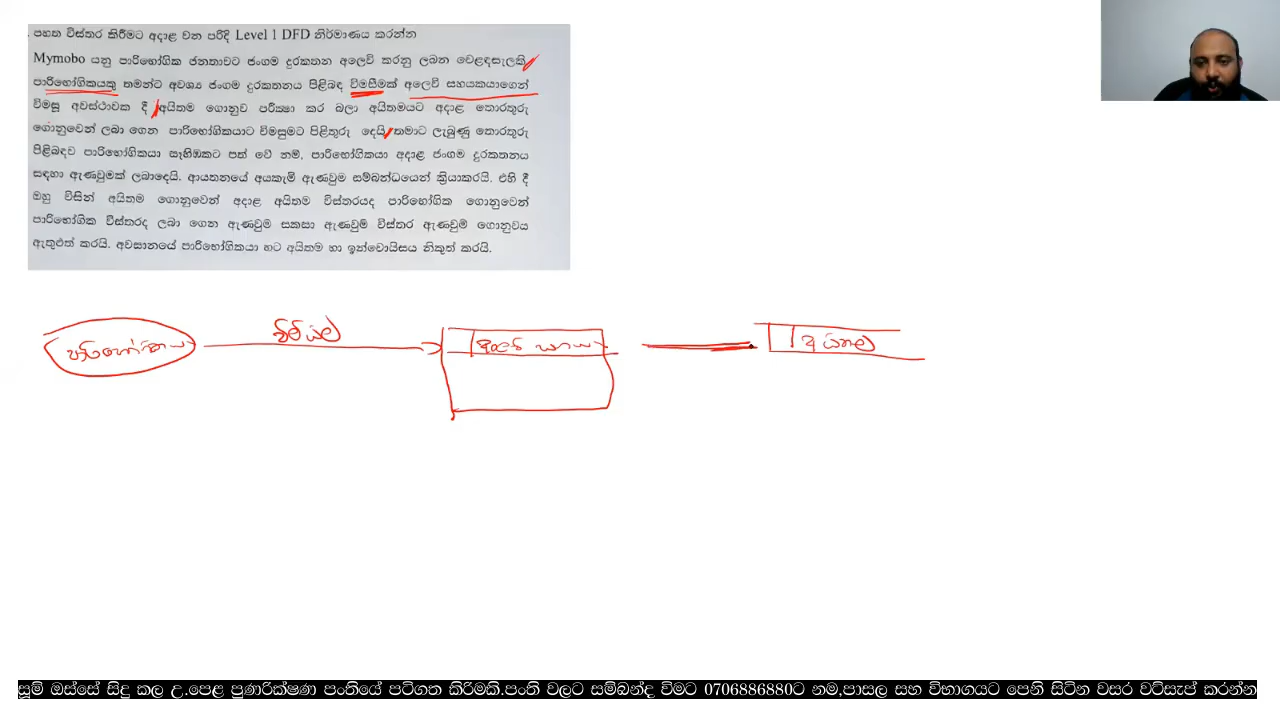 . පහත විස්තර කිරීමට අදාළ වන පරිදි Level 1 DFD නිර්මාණය කරන්න
Mymobo යනු පාරිභෝගික ජනතාවට ජංගම දුරකතන අලෙවි කරනු ලබන වෙළඳසැලකි
පාරිභෝගිකයකු තමන්ට අවශ්‍ය ජංගම දුරකතනය පිළිබඳ විමසීමක් අලෙවි සහයකයාගෙන්
විමසූ අවස්ථාවක දී අයිතම ගොනුව පරීක්‍ෂා කර බලා අයිතමයට අදාළ තොරතුරු
ගොනුවෙන් ලබා ගෙන පාරිභෝගිකයාට විමසුමට පිළිතුරු දෙයි තමාට ලැබුණු තොරතුරු
පිළිබඳව පාරිභෝගිකයා සෑහීමකට පත් වේ නම්, පාරිභෝගිකයා අදාළ ජංගම දුරකතනය
සඳහා ඇණවුමක් ලබාදෙයි. ආයතනයේ අයකැමි ඇණවුම සම්බන්ධයෙන් ක්‍රියාකරයි. එහි දී
ඔහු විසින් අයිතම ගොනුවෙන් අදාළ අයිතම විස්තරයද පාරිභෝගික ගොනුවෙන්
පාරිභෝගික විස්තරද ලබා ගෙන ඇණවුම සකසා ඇණවුම් විස්තර ඇණවුම් ගොනුවය
ඇතුළත් කරයි. අවසානයේ පාරිභෝගිකයා හට අයිතම හා ඉන්වොයිසය නිකුත් කරයි.
පාරිභෝගිකයා
අයිතම
සූම් ඔස්සේ සිදු කල උ.පෙළ පුණරීක්ෂණ පංතියේ පටිගත කිරීමකි.පංති වලට සම්බන්ද වීමට 0706886880ට නම,පාසල සහ විභාගයට පෙනී සිටින වසර වට්සැප් කරන්න